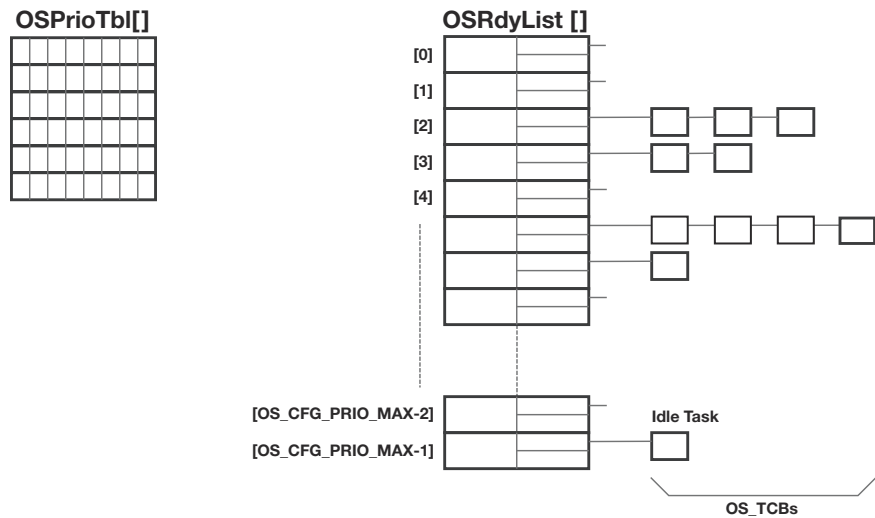 OSPrioTbl[]
OSRdyList []
[0]
[1]
[2]
[3]
[4]
[OS_CFG_PRIO_MAX-2]
Idle Task
[OS_CFG_PRIO_MAX-1]
OS_TCBs